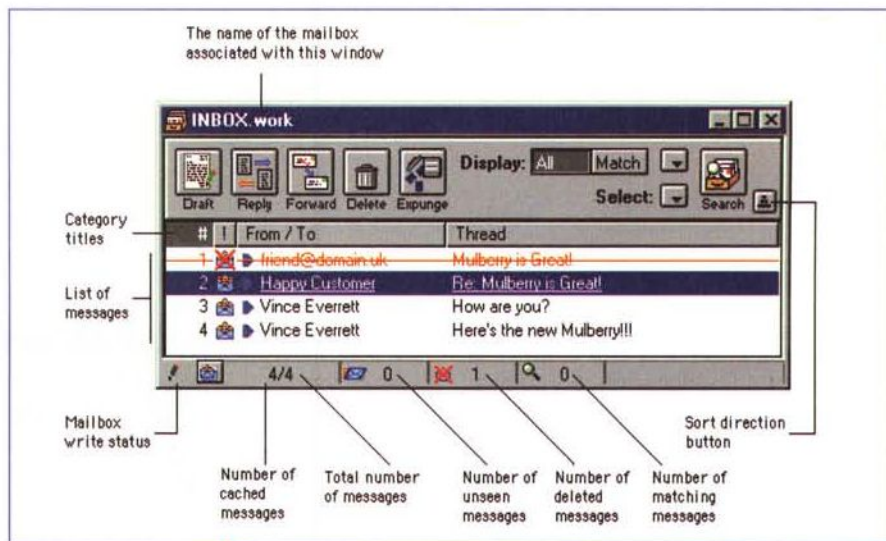 The name of the mailbox
associated with this window
INBOX.work
Display: All Match
Select:
Draft Reply Forward Delete Expunge Search
Category
titles
# ! From / To Thread
1 friend@domain.uk Mulberry is Great!
2 Happy Customer Re: Mulberry is Great!
3 Vince Everrett How are you?
4 Vince Everrett Here's the new Mulberry!!!
List of
messages
4/4 0 1 0
Mailbox
write status
Sort direction
button
Number of
cached
messages
Total number
of messages
Number of
unseen
messages
Number of
deleted
messages
Number of
matching
messages